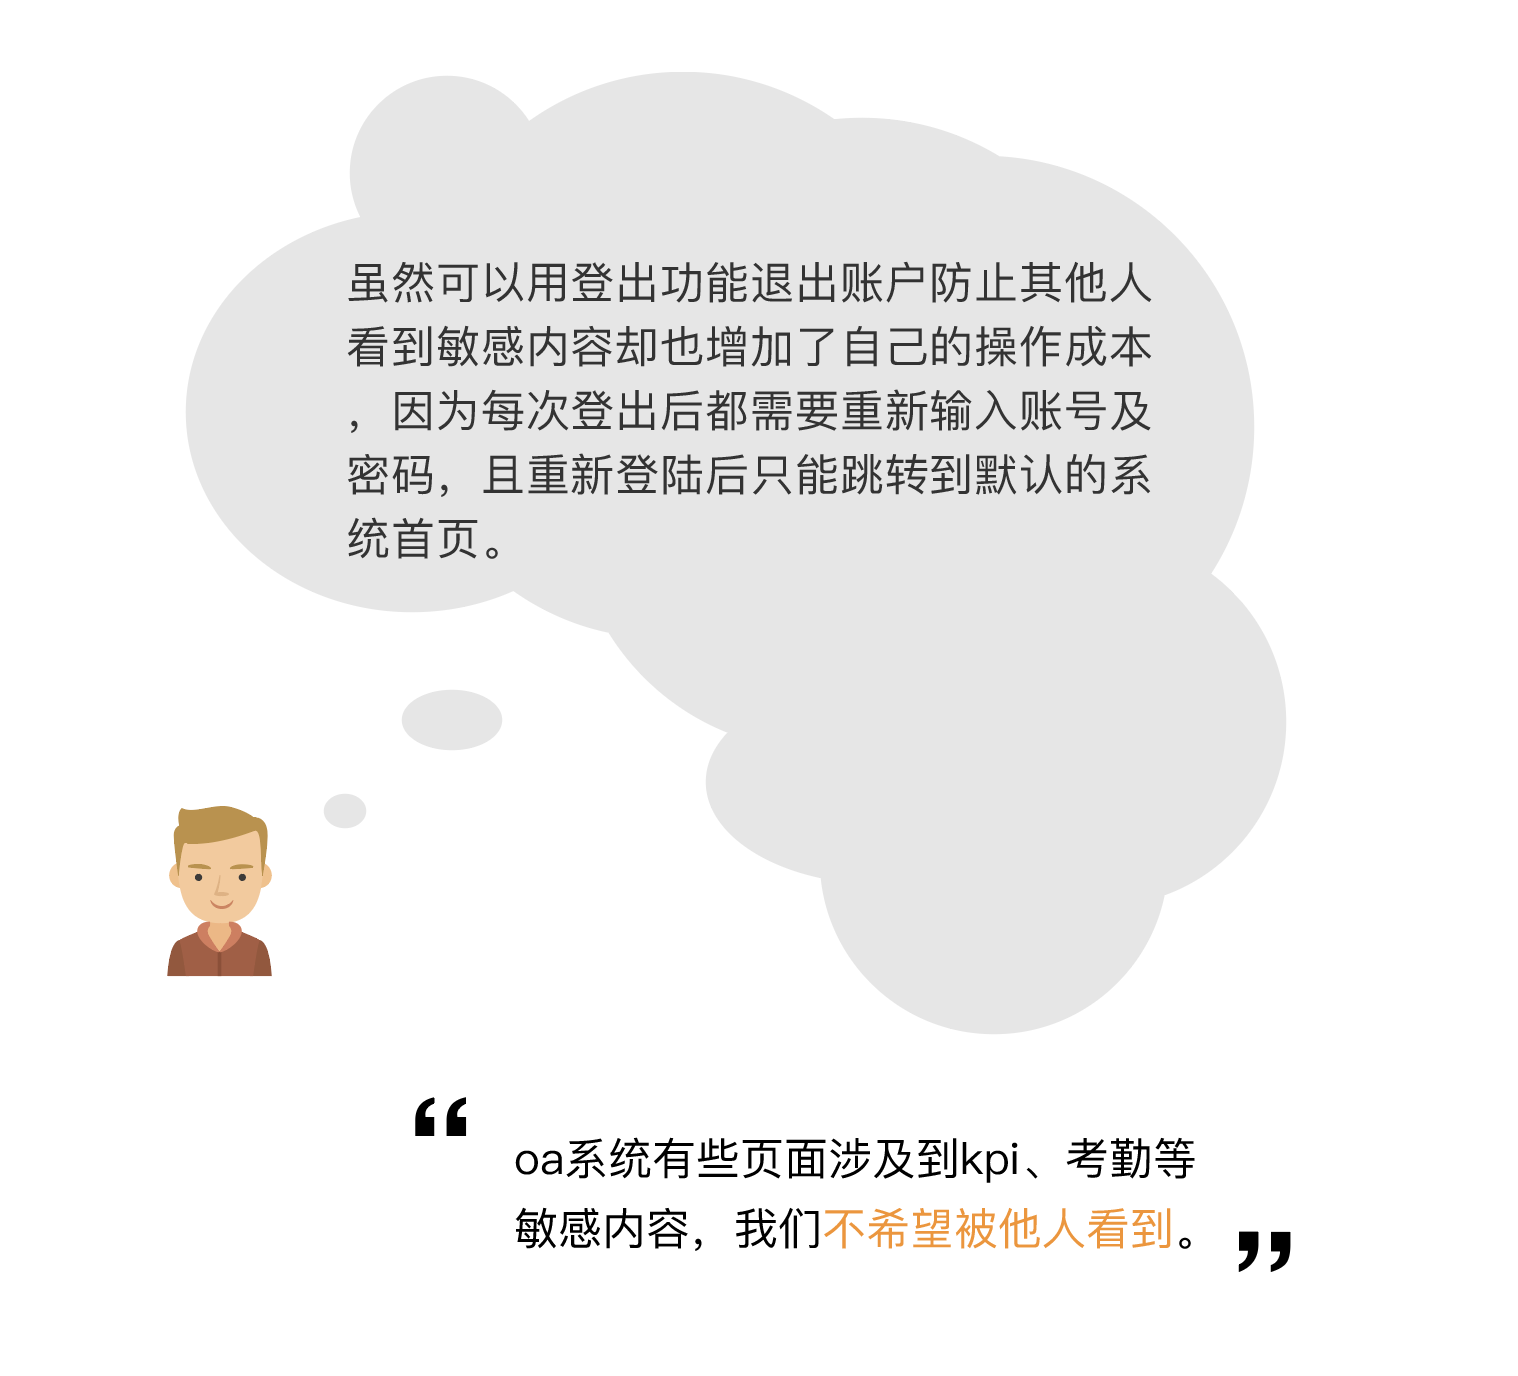 虽然可以用登出功能退出账户防止其他人
看到敏感内容却也增加了自己的操作成本
，因为每次登出后都需要重新输入账号及
密码，且重新登陆后只能跳转到默认的系
统首页。
“
oa系统有些页面涉及到kpi、考勤等
敏感内容，我们不希望被他人看到。
”